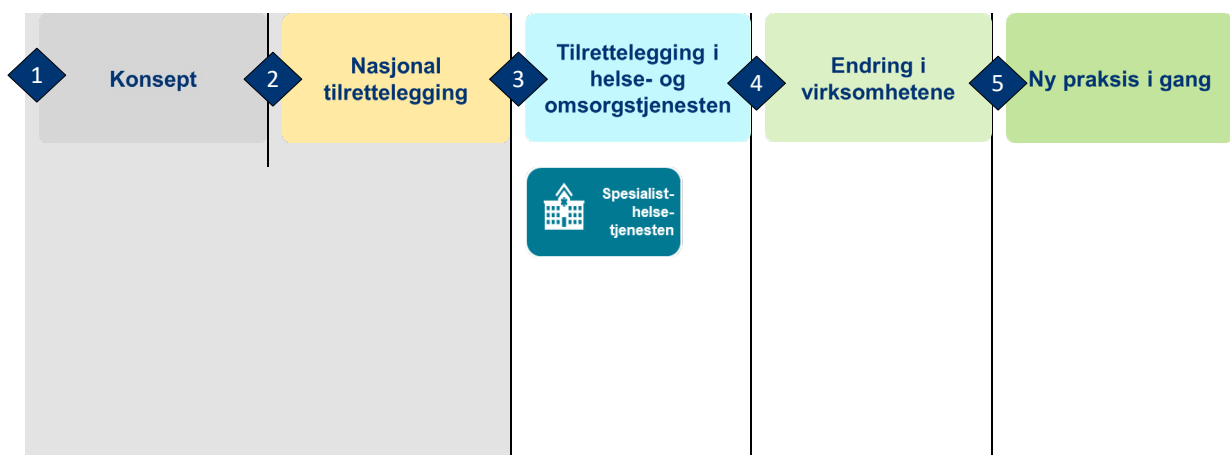 1
Konsept
2
Nasjonal
tilrettelegging
3
Tilrettelegging i
helse- og
omsorgstjenesten
4
Endring i
virksomhetene
5
Ny praksis i gang
Spesialist-
helse-
tjenesten